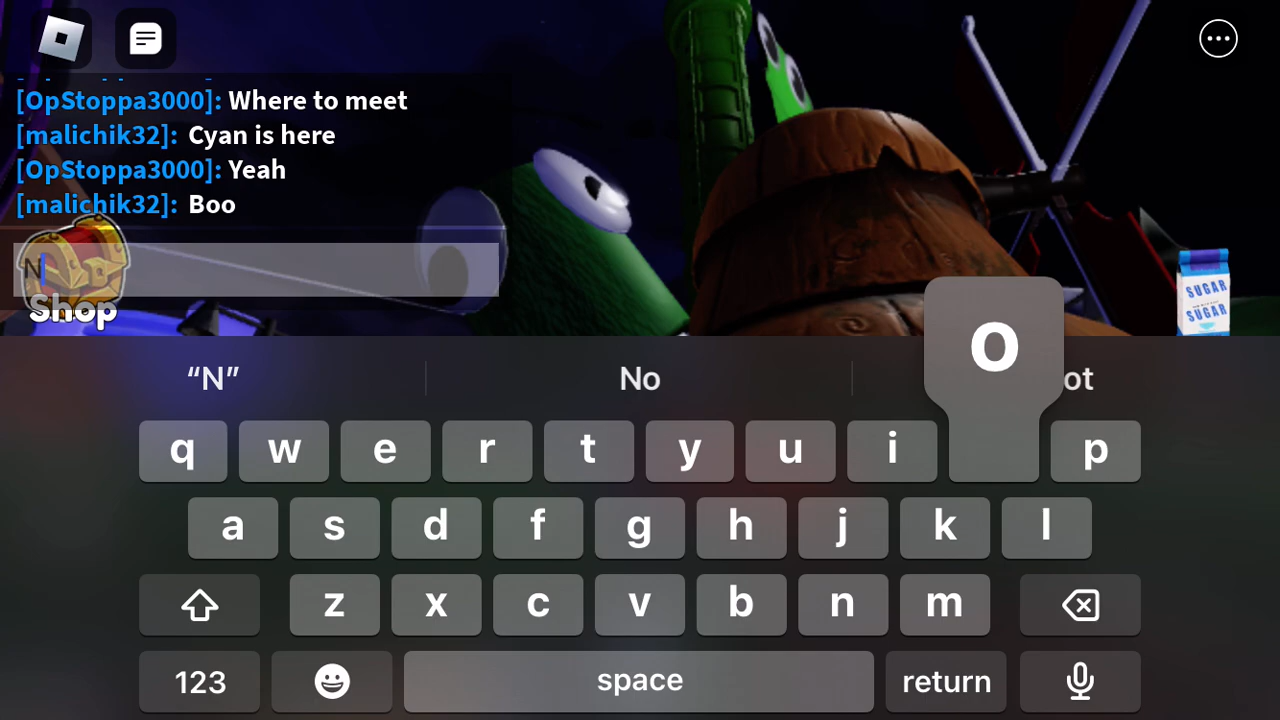 [OpStoppa3000]: Where to meet
[malichik32]: Cyan is here
[OpStoppa3000]: Yeah
[malichik32]: Boo
N
Shop
SUGAR
SUGAR
“N” No ot
o
q w e r t y u i p
a s d f g h j k l
z x c v b n m
123 space return